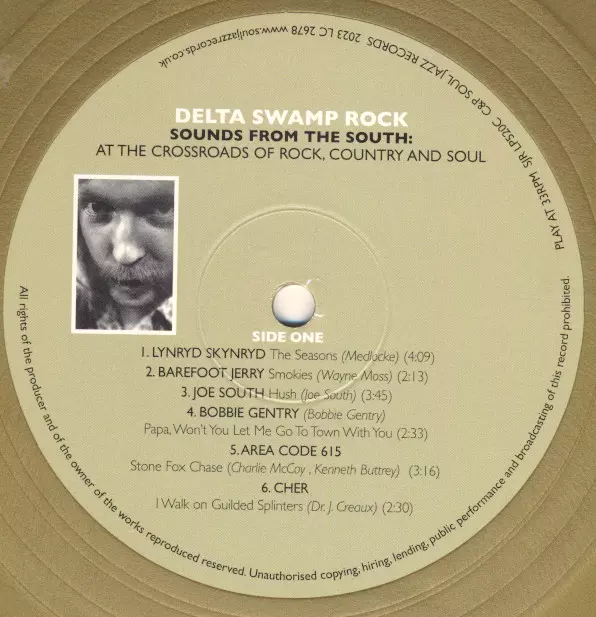 PLAY AT 33RPM SJR LP520C C&P SOUL JAZZ RECORDS 2023 LC 2678 www.souljazzrecords.co.uk
DELTA SWAMP ROCK
SOUNDS FROM THE SOUTH:
AT THE CROSSROADS OF ROCK, COUNTRY AND SOUL
SIDE ONE
1. LYNRYD SKYNRYD The Seasons (Medlocke) (4:09)
2. BAREFOOT JERRY Smokies (Wayne Moss) (2:13)
3. JOE SOUTH Hush (Joe South) (3:45)
4. BOBBIE GENTRY (Bobbie Gentry)
Papa, Won't You Let Me Go To Town With You (2:33)
5. AREA CODE 615
Stone Fox Chase (Charlie McCoy , Kenneth Buttrey) (3:16)
6. CHER
I Walk on Guilded Splinters (Dr. J. Creaux) (2:30)
All rights of the producer and of the owner of the works reproduced reserved. Unauthorised copying, hiring, lending, public performance and broadcasting of this record prohibited.